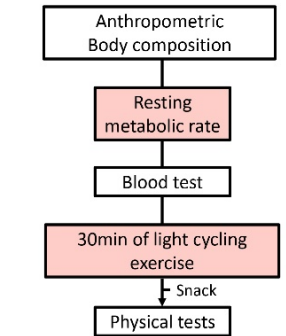 Anthropometric
Body composition
Resting
metabolic rate
Blood test
30min of light cycling
exercise
Snack
Physical tests